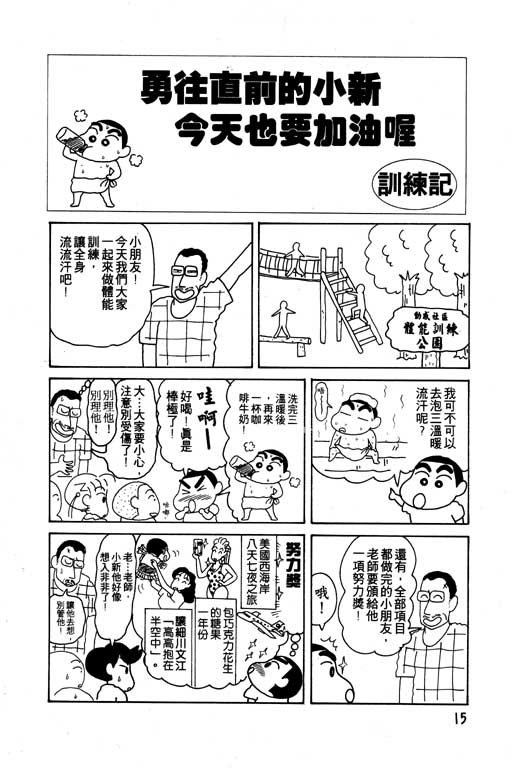 勇往直前的小新
今天也要加油喔
訓練記
動感社區
體能訓練
公園
小朋友！
今天我們大家
一起來做體能
訓練，
讓全身
流流汗吧！
我可不可以
去泡三溫暖
流汗呢？
洗完三
溫暖後
，再來
一杯咖
啡牛奶！
哇啊——
好喝！真是
棒極了！
大…大家要小心
注意別受傷了！
別理他！
別理他！
還有，全部項目
都做完的小朋友，
老師要頒給他
一項努力獎！
哦！
努力獎
美國西海岸
八天七夜之旅
包巧克力花生
的糖果
一年份
讓細川文江
「高高抱在
半空中」。
老…老師，
小新他好像
想入非非了！
讓他去想，
別管他！
15